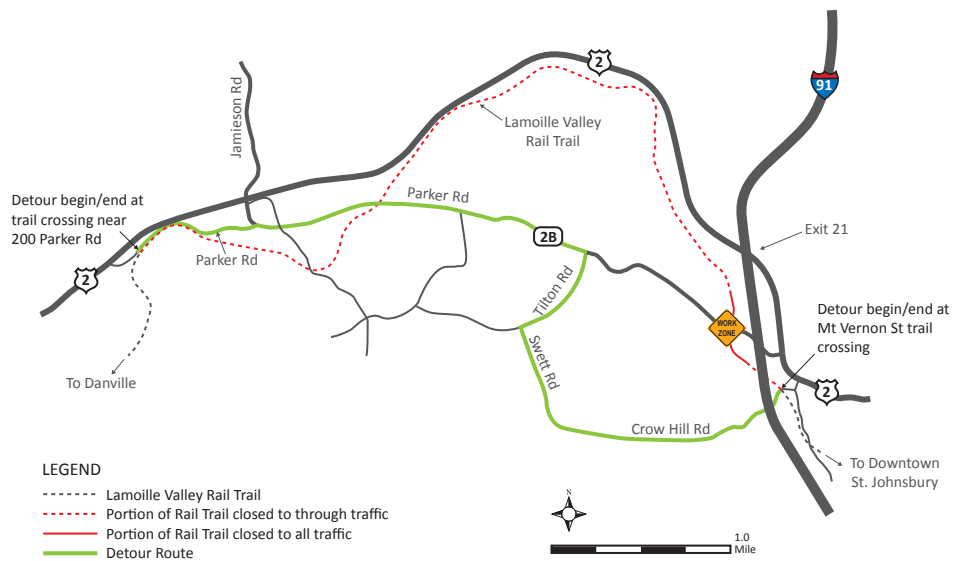 2
91
Jamieson Rd
Lamoille Valley
Rail Trail
Detour begin/end at
trail crossing near
200 Parker Rd
Parker Rd
Parker Rd
2B
Exit 21
2
Tilton Rd
Detour begin/end at
Mt Vernon St trail
crossing
WORK
ZONE
To Danville
Swett Rd
2
Crow Hill Rd
To Downtown
St. Johnsbury
LEGEND
Lamoille Valley Rail Trail
Portion of Rail Trail closed to through traffic
Portion of Rail Trail closed to all traffic
Detour Route
N
1.0
Mile